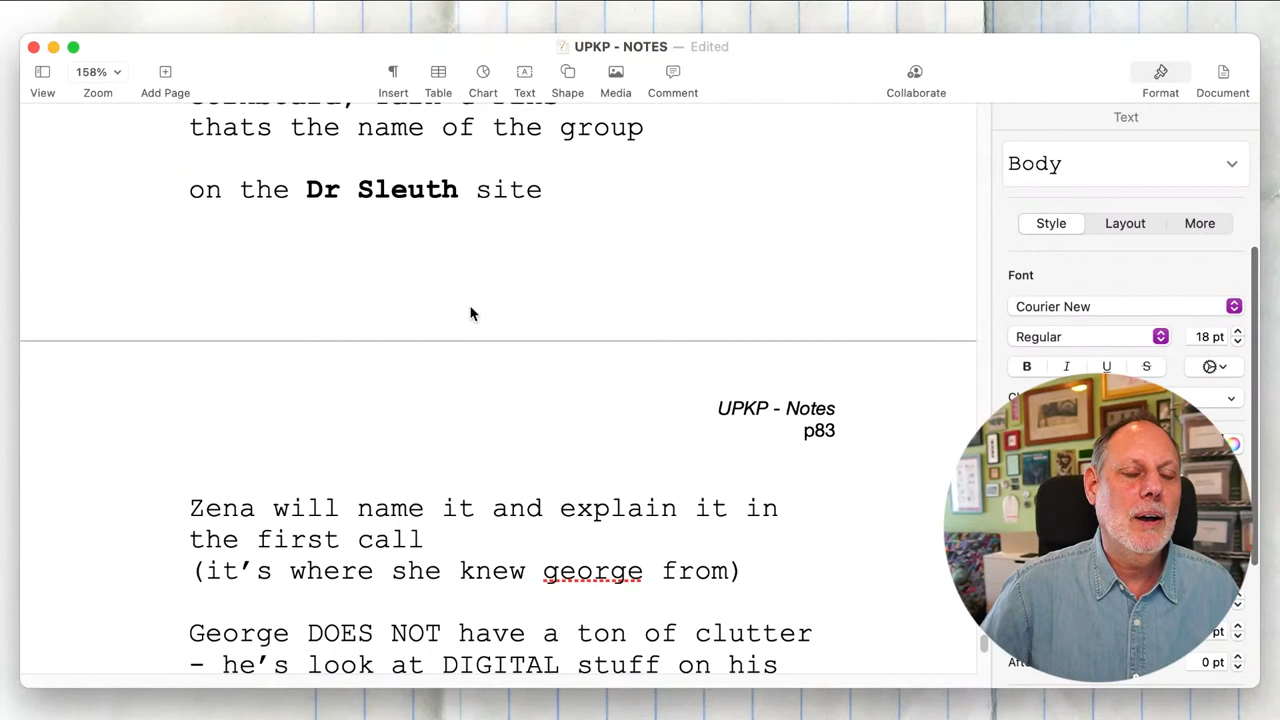 UPKP - NOTES — Edited
158%
View
Zoom
Add Page
Insert
Table
Chart
Text
Shape
Media
Comment
Collaborate
Format
Document
Text
thats the name of the group
on the Dr Sleuth site
UPKP - Notes
p83
Zena will name it and explain it in
the first call
(it’s where she knew george from)
George DOES NOT have a ton of clutter
– he’s look at DIGITAL stuff on his
Body
Style
Layout
More
Font
Courier New
Regular
18 pt
B I U S
pt
0 pt